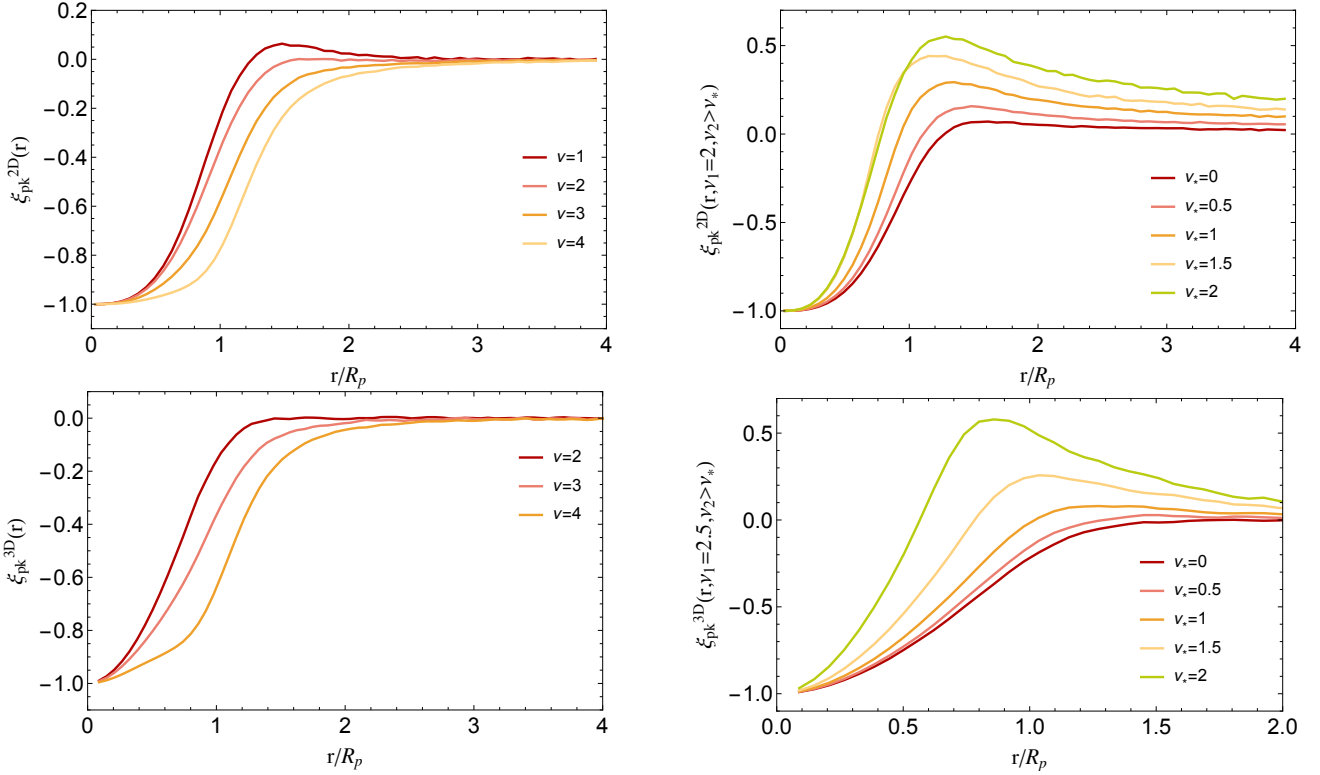 0.2
0.0
−0.2
−0.4
−0.6
−0.8
−1.0
ξpk2D(r)
ν=1
ν=2
ν=3
ν=4
0 1 2 3 4
r/Rp
0.5
0.0
−0.5
−1.0
ξpk2D(r,ν1=2,ν2>ν*)
ν*=0
ν*=0.5
ν*=1
ν*=1.5
ν*=2
0 1 2 3 4
r/Rp
0.0
−0.2
−0.4
−0.6
−0.8
−1.0
ξpk3D(r)
ν=2
ν=3
ν=4
0 1 2 3 4
r/Rp
0.5
0.0
−0.5
−1.0
ξpk3D(r,ν1=2.5,ν2>ν*)
ν*=0
ν*=0.5
ν*=1
ν*=1.5
ν*=2
0.0 0.5 1.0 1.5 2.0
r/Rp